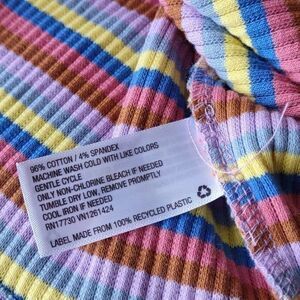 96% COTTON / 4% SPANDEX
MACHINE WASH COLD WITH LIKE COLORS
GENTLE CYCLE
ONLY NON-CHLORINE BLEACH IF NEEDED
TUMBLE DRY LOW, REMOVE PROMPTLY
COOL IRON IF NEEDED
RN17730 VN1261424
LABEL MADE FROM 100% RECYCLED PLASTIC